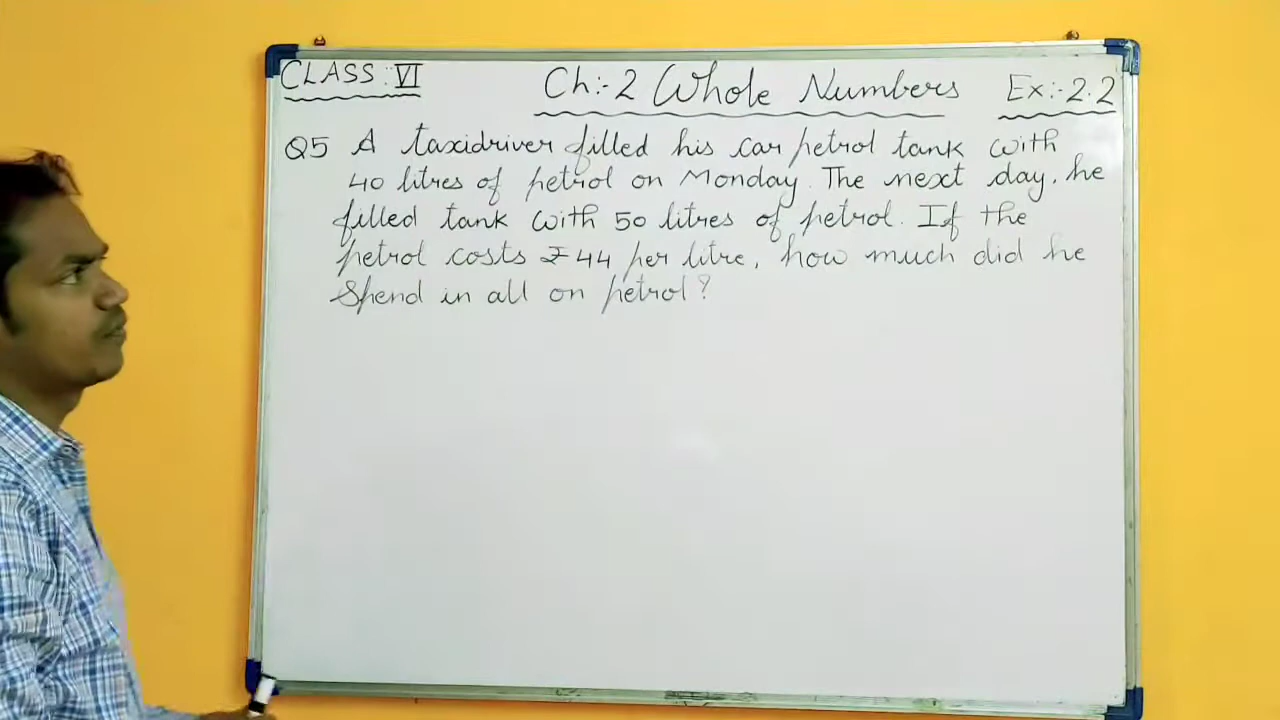 CLASS : VI
Ch:-2 Whole Numbers
Ex:-2.2
Q5 A taxidriver filled his car petrol tank with
40 litres of petrol on Monday. The next day, he
filled tank with 50 litres of petrol. If the
petrol costs ₹ 44 per litre, how much did he
Spend in all on petrol?